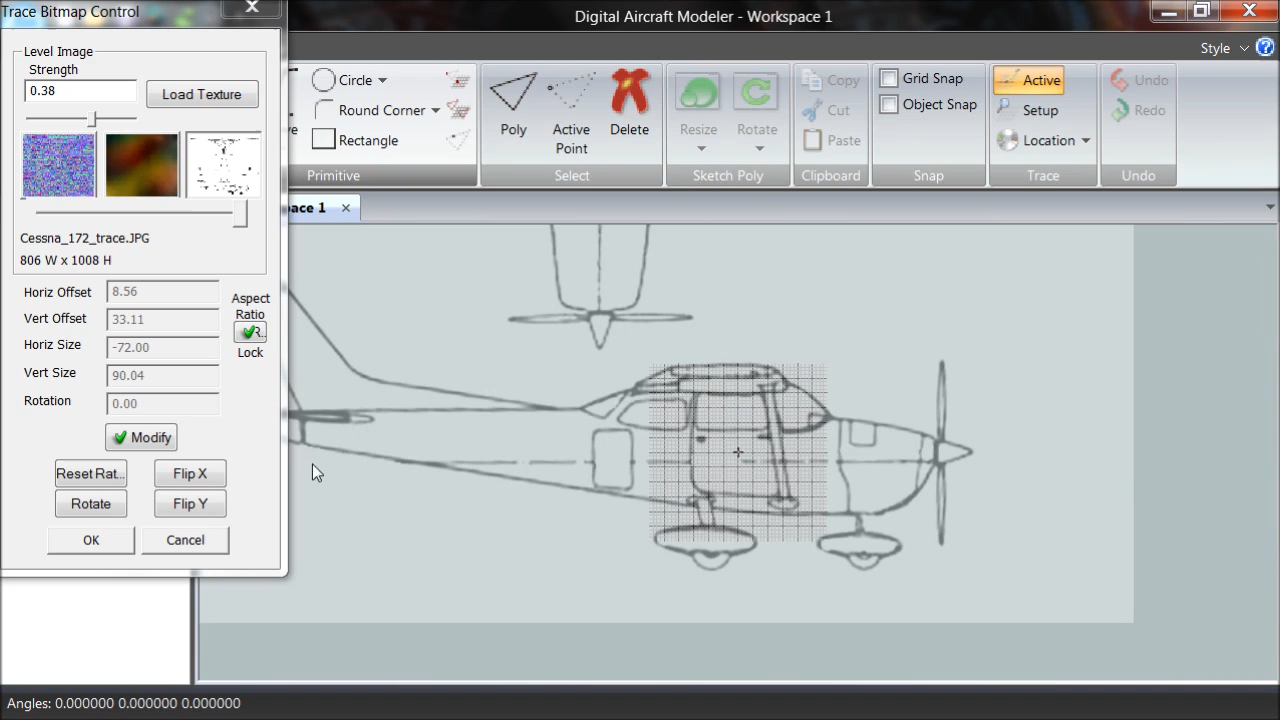 Trace Bitmap Control
Digital Aircraft Modeler - Workspace 1
Style
Level Image
Strength
0.38
Load Texture
Cessna_172_trace.JPG
806 W x 1008 H
Horiz Offset 8.56
Vert Offset 33.11
Horiz Size -72.00
Vert Size 90.04
Rotation 0.00
Aspect
Ratio
Lock
Modify
Reset Rat.. Flip X
Rotate Flip Y
OK Cancel
Circle
Round Corner
Rectangle
Primitive
Poly
Active
Point
Delete
Select
Resize
Rotate
Sketch Poly
Copy
Cut
Paste
Clipboard
Grid Snap
Object Snap
Snap
Active
Setup
Location
Trace
Undo
Redo
Undo
ace 1
Angles: 0.000000 0.000000 0.000000